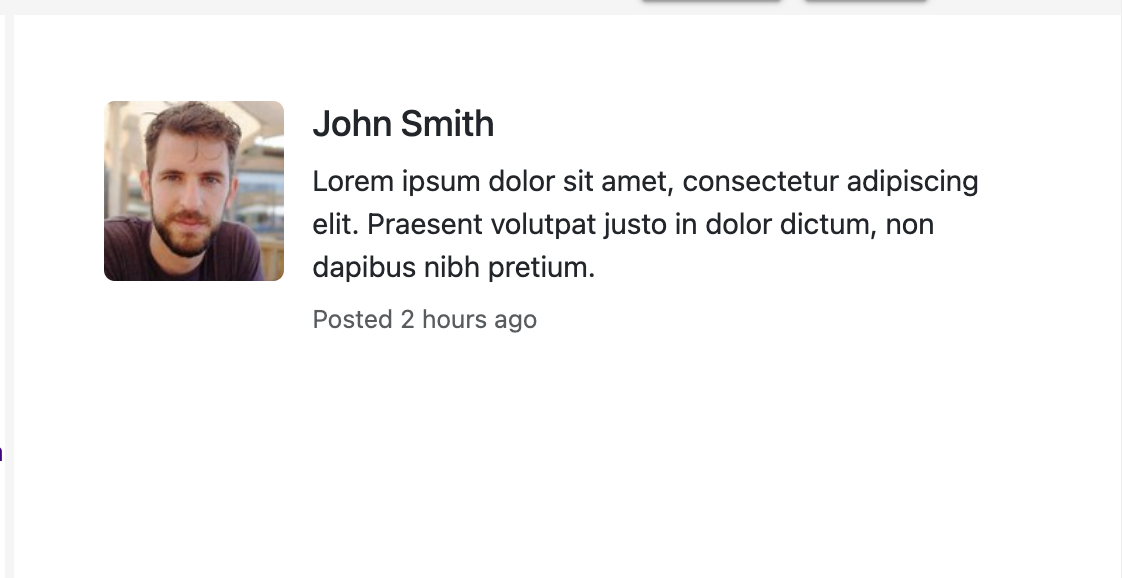 John Smith
Lorem ipsum dolor sit amet, consectetur adipiscing
elit. Praesent volutpat justo in dolor dictum, non
dapibus nibh pretium.
Posted 2 hours ago